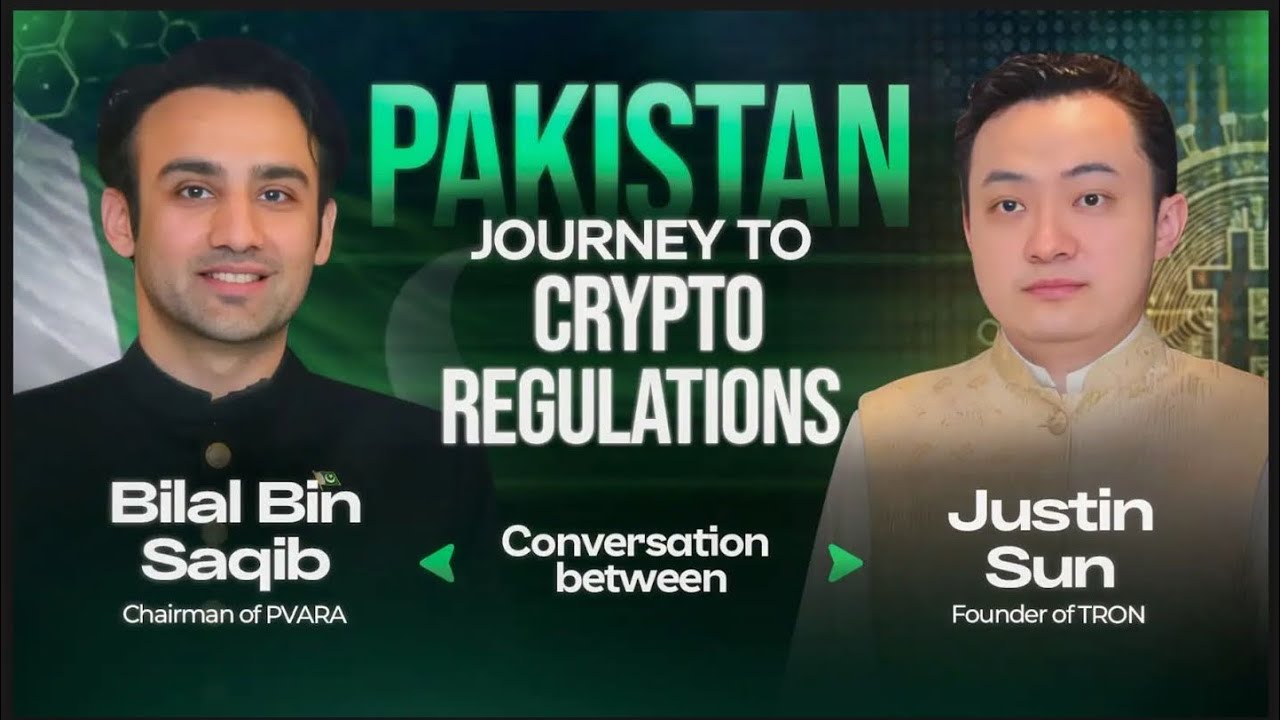 PAKISTAN
JOURNEY TO
CRYPTO
REGULATIONS
Bilal Bin
Saqib
Chairman of PVARA
Conversation
between
Justin
Sun
Founder of TRON